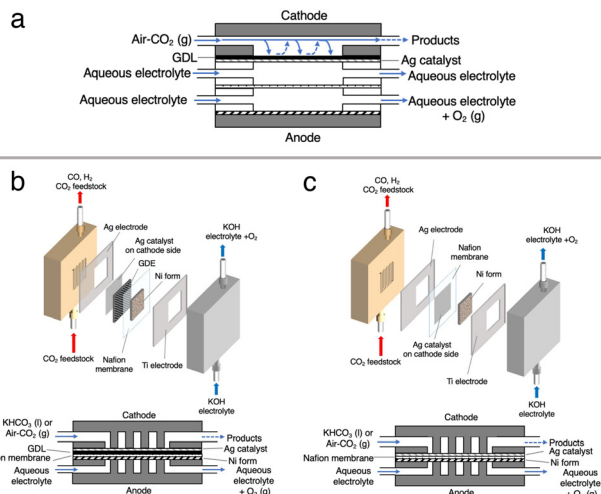 a
Cathode
Air-CO₂ (g)
Products
GDL
Ag catalyst
Aqueous electrolyte
Aqueous electrolyte
Aqueous electrolyte
Aqueous electrolyte
+ O₂ (g)
Anode
b
CO, H₂
CO₂ feedstock
Ag electrode
Ag catalyst
on cathode side
GDE
Ni form
KOH
electrolyte +O₂
CO₂ feedstock
Nafion
membrane
Ti electrode
KOH
electrolyte
Cathode
KHCO₃ (l) or
Air-CO₂ (g)
Products
GDL
Ag catalyst
membrane
Ni form
Aqueous
electrolyte
Aqueous
electrolyte
+ O₂ (g)
Anode
c
CO, H₂
CO₂ feedstock
Ag electrode
Nafion
membrane
Ni form
KOH
electrolyte +O₂
CO₂ feedstock
Ag catalyst
on cathode side
Ti electrode
KOH
electrolyte
Cathode
KHCO₃ (l) or
Air-CO₂ (g)
Products
Ag catalyst
Nafion membrane
Ni form
Aqueous
electrolyte
Aqueous
electrolyte
Anode